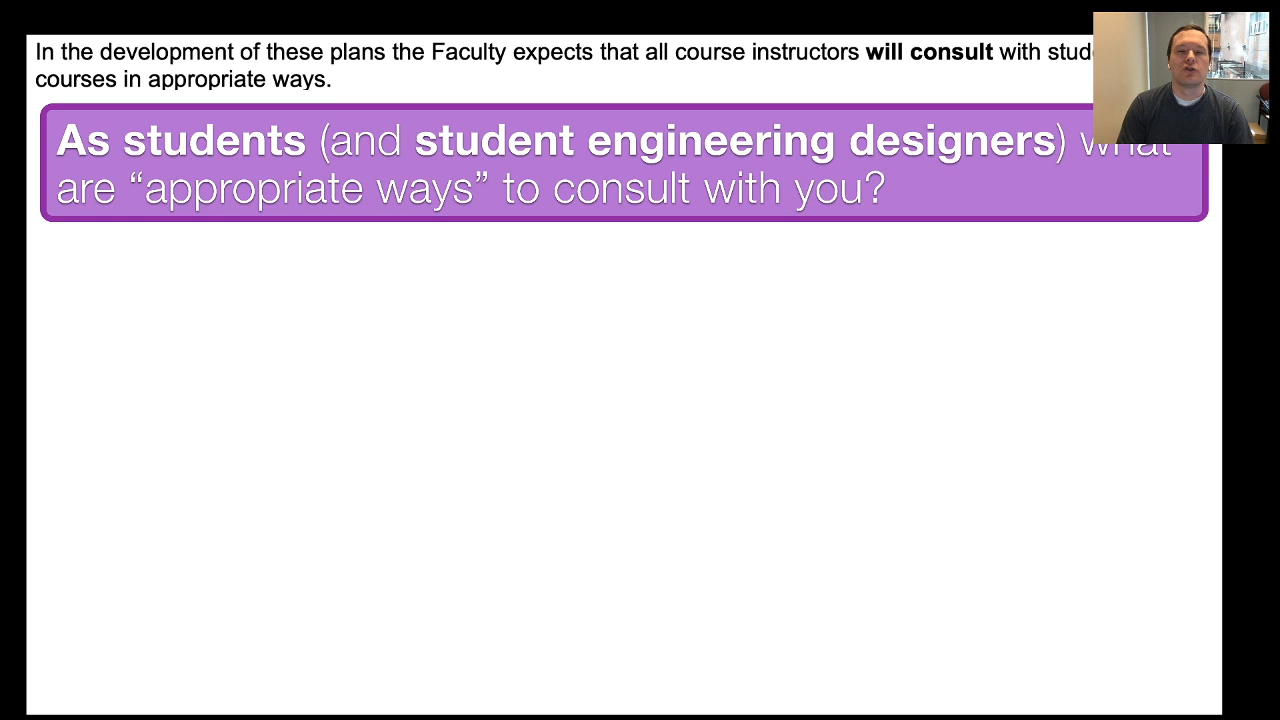 In the development of these plans the Faculty expects that all course instructors will consult with
courses in appropriate ways.
As students (and student engineering designers) what
are “appropriate ways” to consult with you?